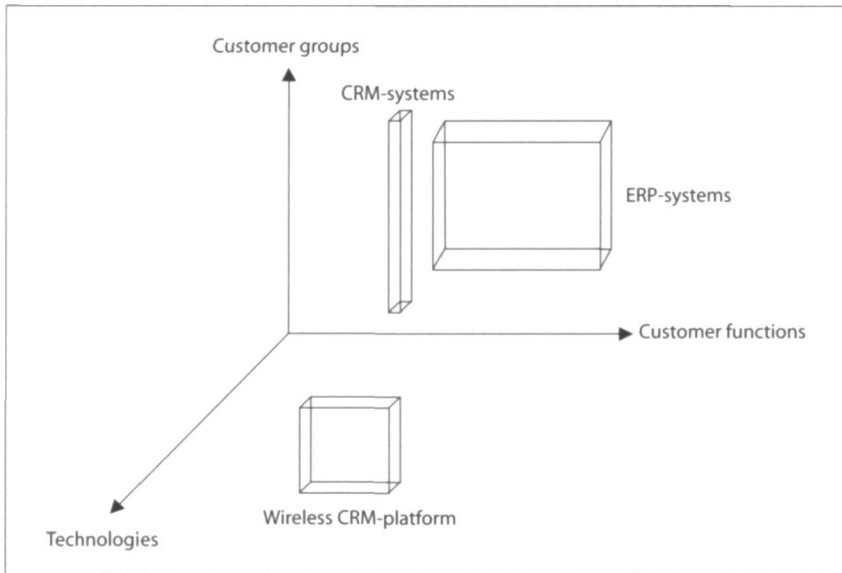 Customer groups
CRM-systems
ERP-systems
Customer functions
Wireless CRM-platform
Technologies